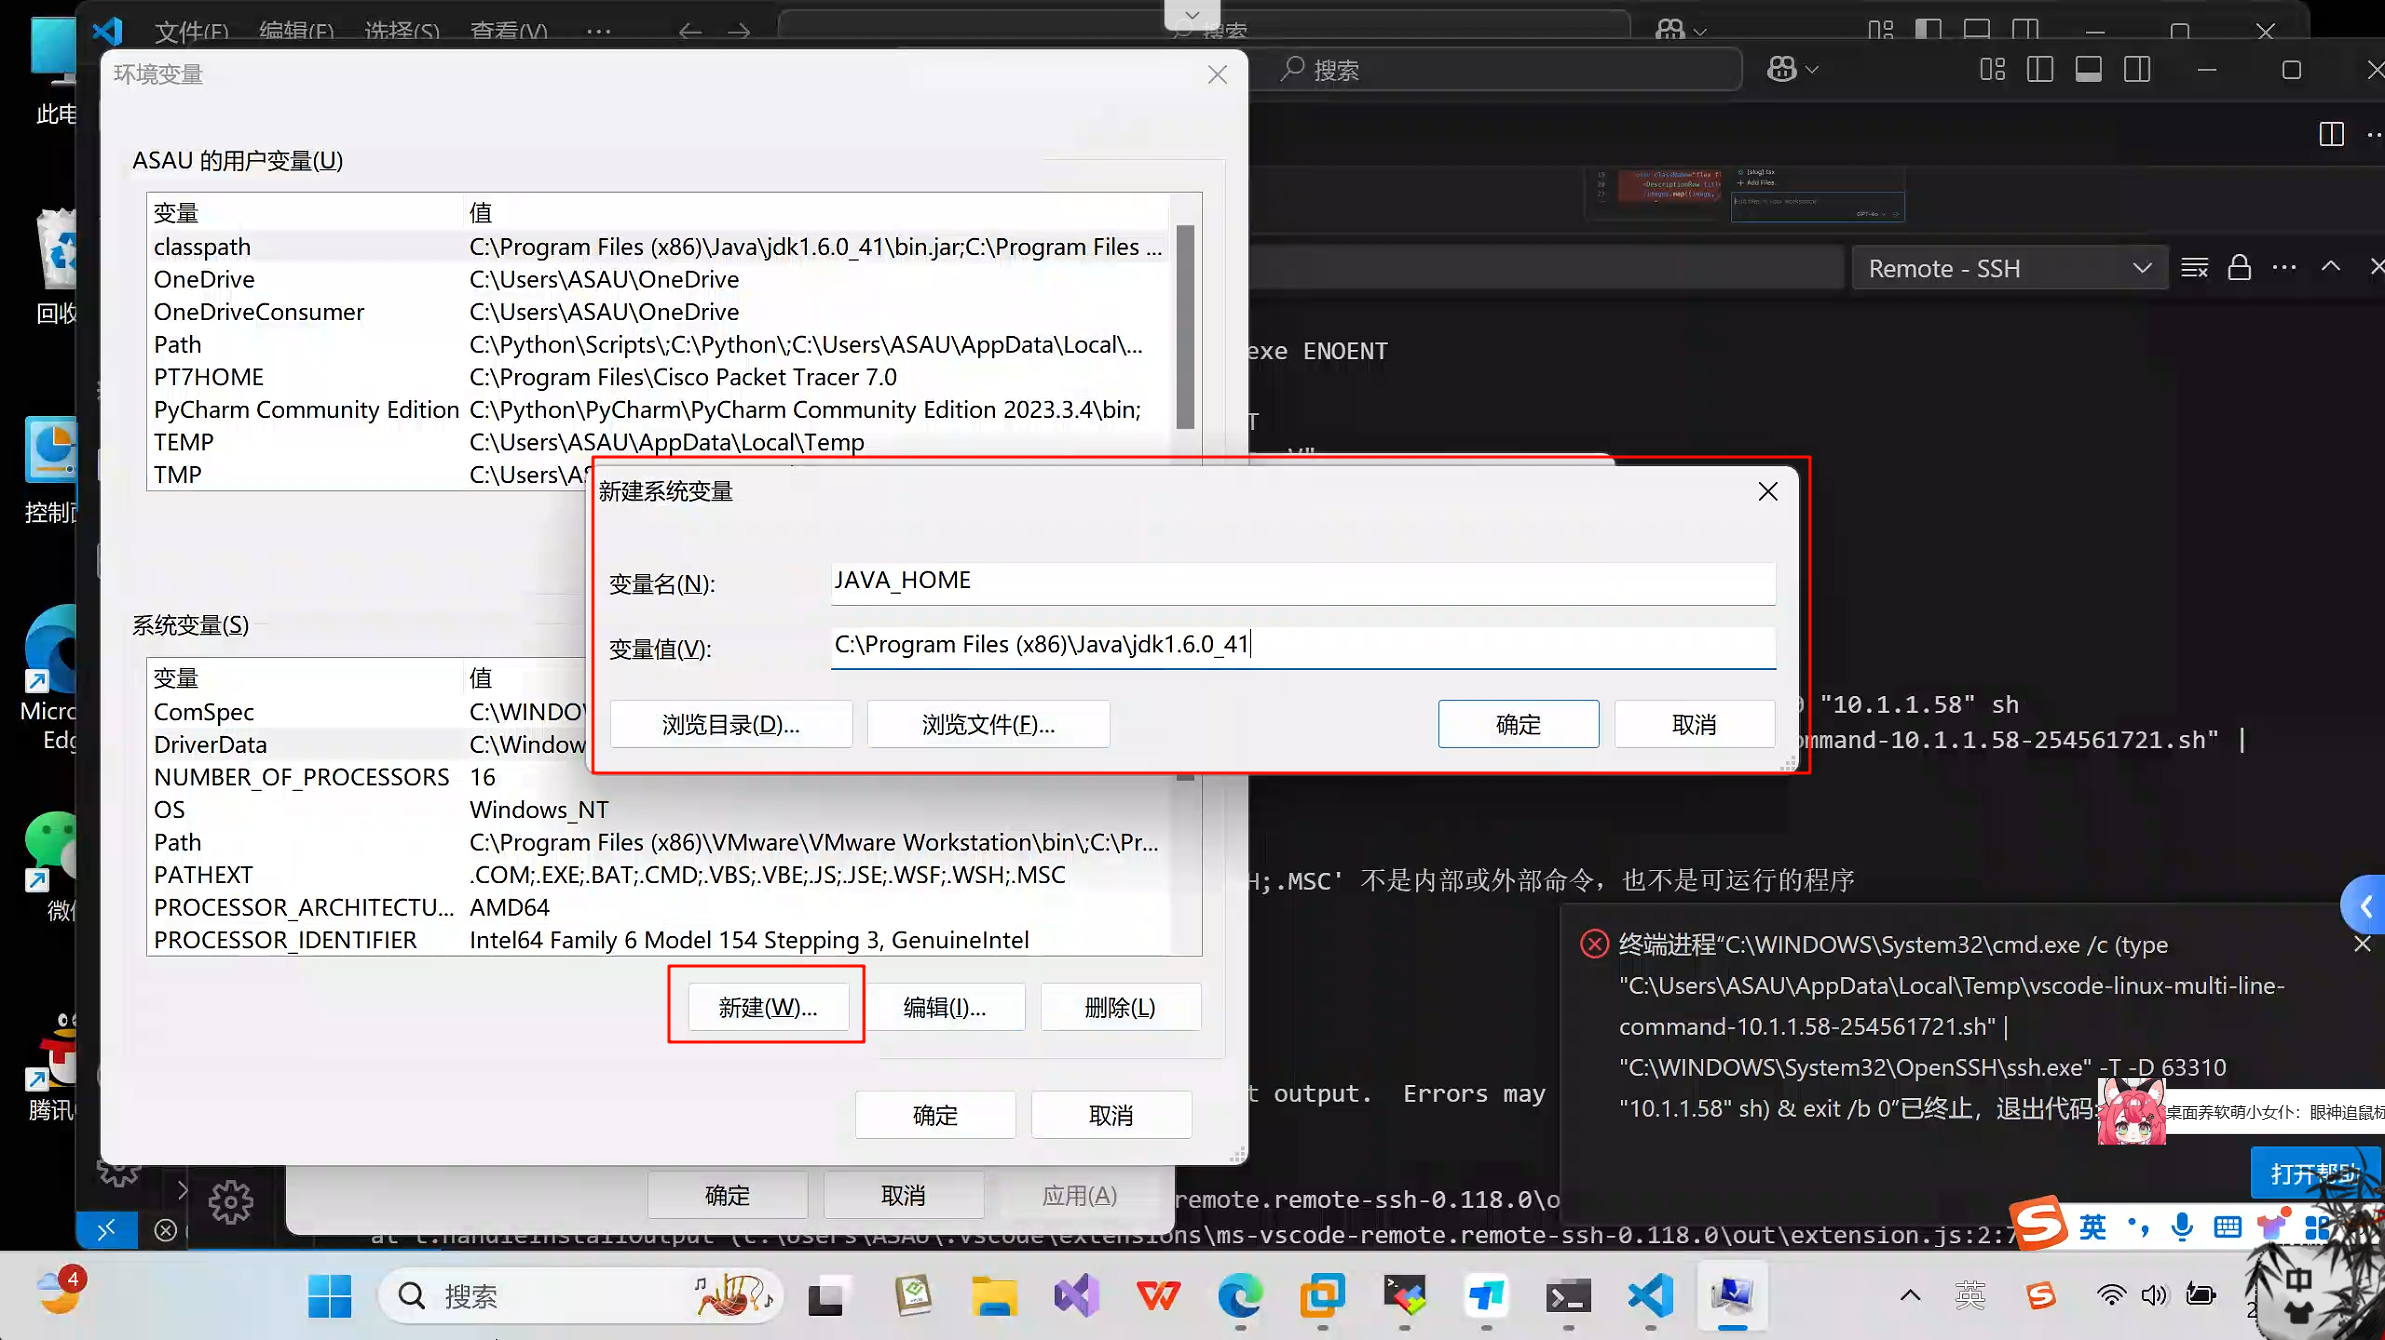 文件(F) 编辑(E) 选择(S) 查看(V) ··· 搜索
环境变量
搜索
此电
ASAU 的用户变量(U)
变量 值
classpath C:\Program Files (x86)\Java\jdk1.6.0_41\bin.jar;C:\Program Files ...
OneDrive C:\Users\ASAU\OneDrive
OneDriveConsumer C:\Users\ASAU\OneDrive
Path C:\Python\Scripts\;C:\Python\;C:\Users\ASAU\AppData\Local\...
PT7HOME C:\Program Files\Cisco Packet Tracer 7.0
PyCharm Community Edition C:\Python\PyCharm\PyCharm Community Edition 2023.3.4\bin;
TEMP C:\Users\ASAU\AppData\Local\Temp
TMP C:\Users\AS
+ Add Files
Remote - SSH
exe ENOENT
T
回收
控制面
新建系统变量
变量名(N): JAVA_HOME
变量值(V): C:\Program Files (x86)\Java\jdk1.6.0_41
浏览目录(D)... 浏览文件(F)... 确定 取消
系统变量(S)
变量 值
ComSpec C:\WINDO
DriverData C:\Window
NUMBER_OF_PROCESSORS 16
OS Windows_NT
Path C:\Program Files (x86)\VMware\VMware Workstation\bin\;C:\Pr...
PATHEXT .COM;.EXE;.BAT;.CMD;.VBS;.VBE;.JS;.JSE;.WSF;.WSH;.MSC
PROCESSOR_ARCHITECTU... AMD64
PROCESSOR_IDENTIFIER Intel64 Family 6 Model 154 Stepping 3, GenuineIntel
新建(W)... 编辑(I)... 删除(L)
确定 取消
确定 取消 应用(A)
Micro
Edg
微信
腾讯
"10.1.1.58" sh
ommand-10.1.1.58-254561721.sh" |
H;.MSC' 不是内部或外部命令，也不是可运行的程序
终端进程“C:\WINDOWS\System32\cmd.exe /c (type
"C:\Users\ASAU\AppData\Local\Temp\vscode-linux-multi-line-
command-10.1.1.58-254561721.sh" |
"C:\WINDOWS\System32\OpenSSH\ssh.exe" -T -D 63310
"10.1.1.58" sh) & exit /b 0”已终止，退出代码:
桌面养软萌小女仆：眼神追鼠标
打开帮助
t output.  Errors may
remote.remote-ssh-0.118.0\o
at t.handleInstallOutput (c:\Users\ASAU\.vscode\extensions\ms-vscode-remote.remote-ssh-0.118.0\out\extension.js:2:7
英
4
搜索
英
中